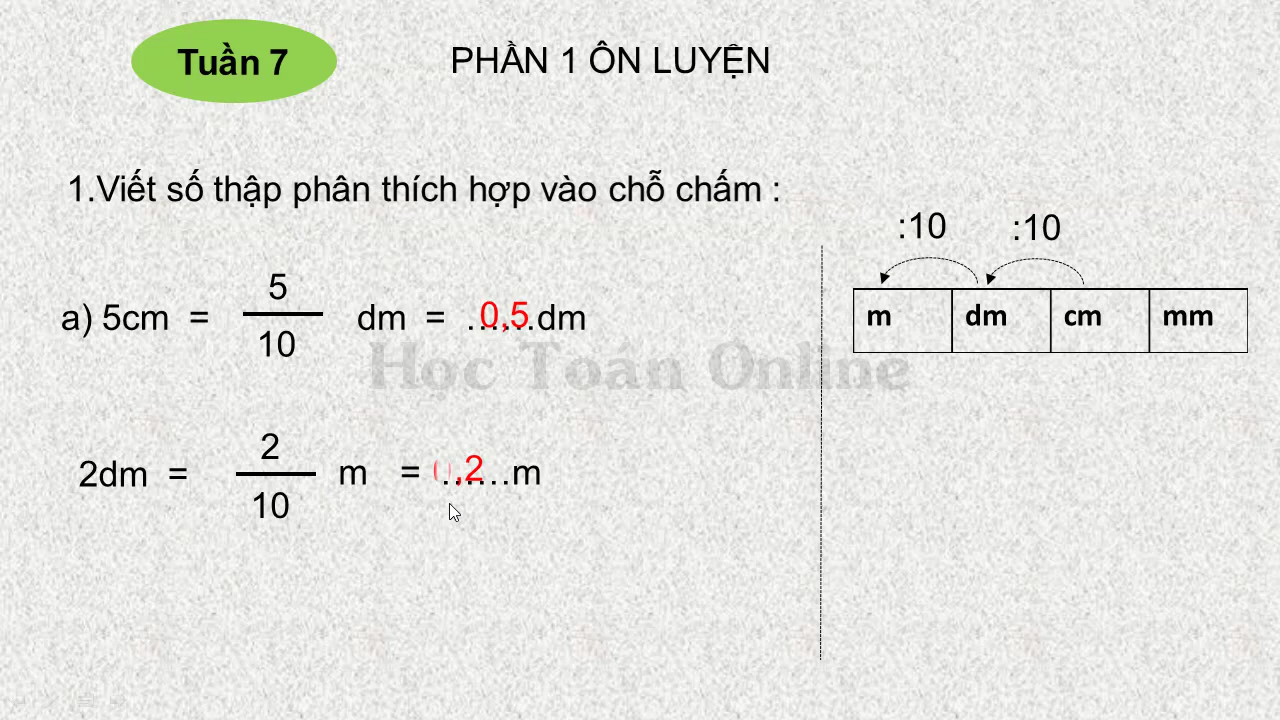 Tuần 7
PHẦN 1 ÔN LUYỆN
1.Viết số thập phân thích hợp vào chỗ chấm :
:10 :10
m dm cm mm
a) 5cm = 5/10 dm = ...0,5...dm
Học Toán Online
2dm = 2/10 m = 0,2......m